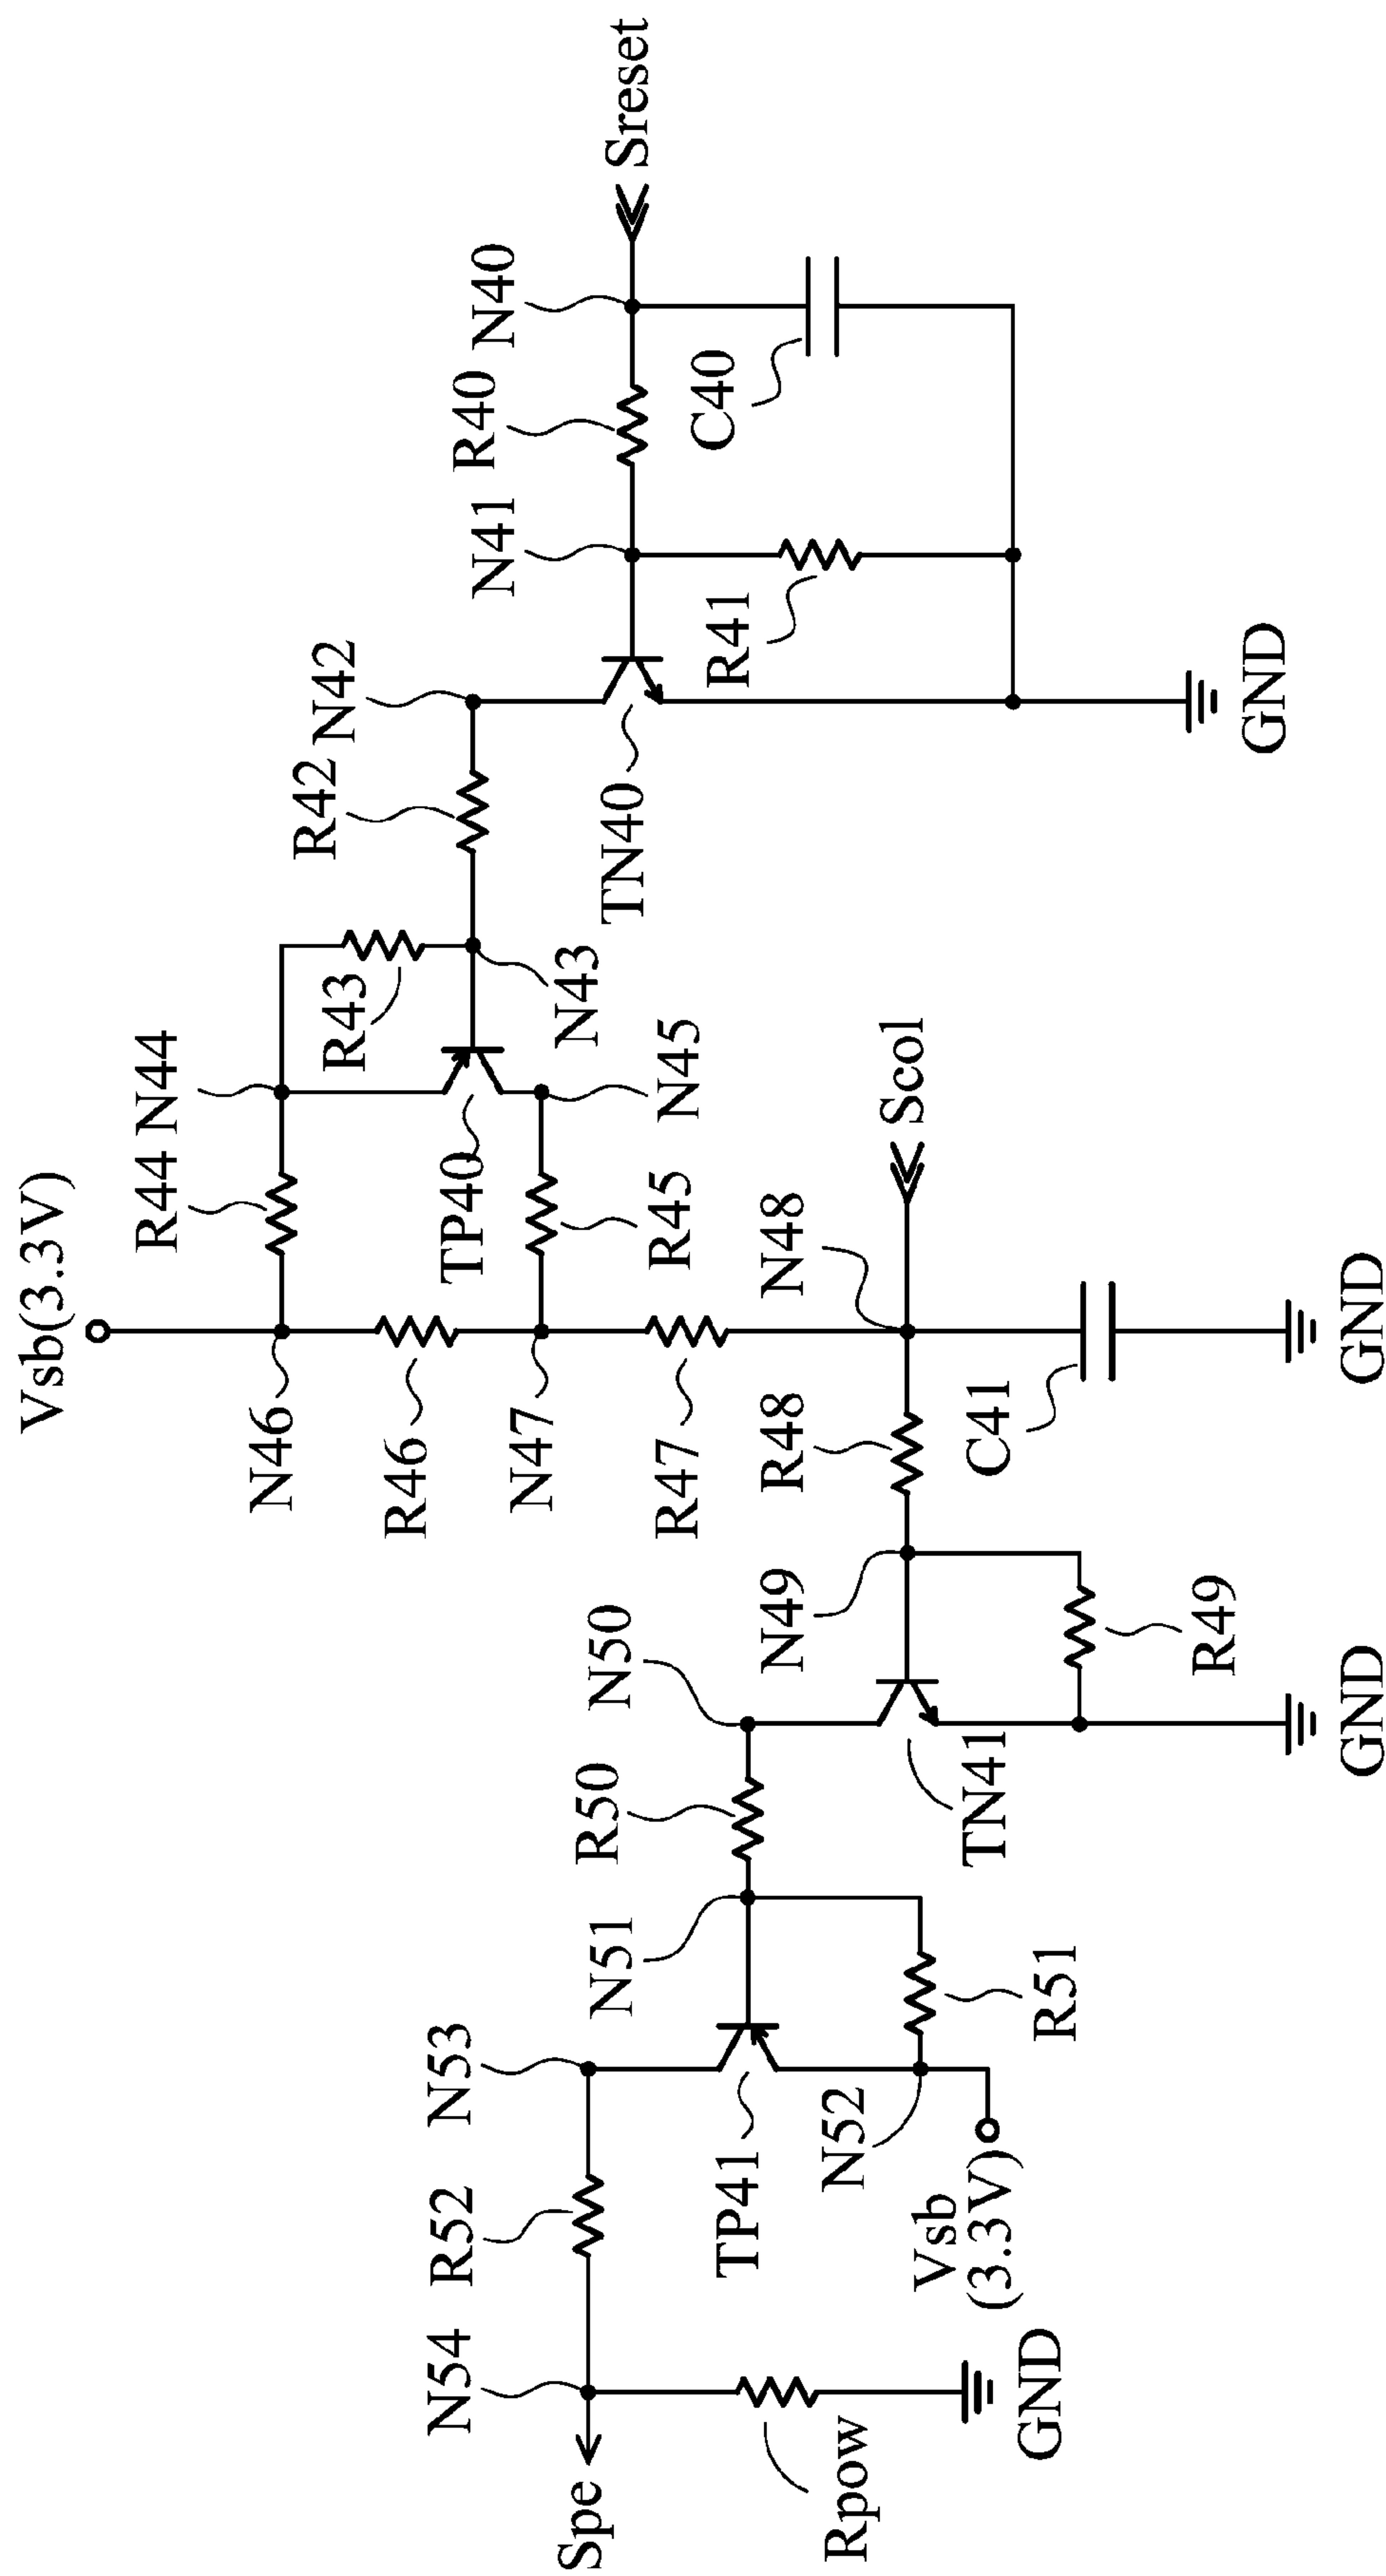 Vsb(3.3V)
R44 N44
R43
R42
N42
N41
R40
N40
Sreset
N46
R46
N47
R47
TP40
R45
N45
N43
TN40
R41
C40
GND
N53
R52
N54
Spe
N51
R50
N50
N49
R48
N48
Scol
TP41
N52
Vsb
(3.3V)
R51
TN41
R49
C41
Rpow
GND
GND
GND